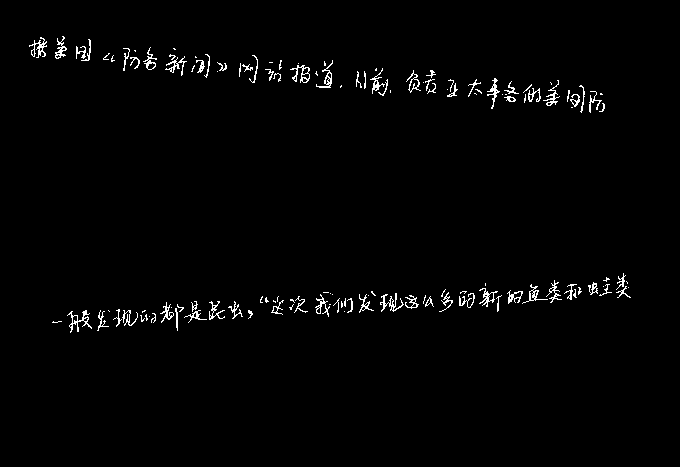 据美国《防务新闻》网站报道,日前,负责亚太事务的美国防
一般发现的都是昆虫,“这次我们发现这么多的新的鱼类和蛙类